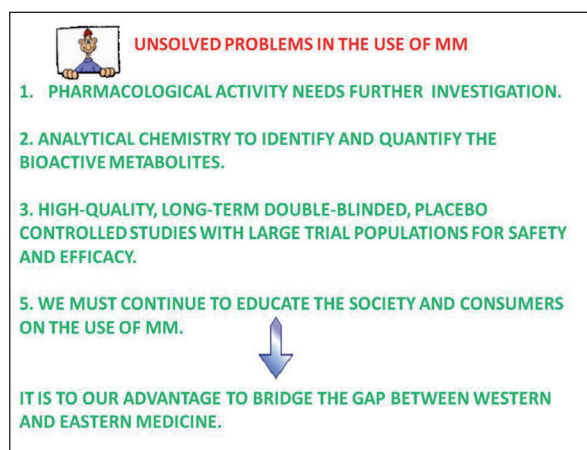 UNSOLVED PROBLEMS IN THE USE OF MM
1. PHARMACOLOGICAL ACTIVITY NEEDS FURTHER INVESTIGATION.
2. ANALYTICAL CHEMISTRY TO IDENTIFY AND QUANTIFY THE
BIOACTIVE METABOLITES.
3. HIGH-QUALITY, LONG-TERM DOUBLE-BLINDED, PLACEBO
CONTROLLED STUDIES WITH LARGE TRIAL POPULATIONS FOR SAFETY
AND EFFICACY.
5. WE MUST CONTINUE TO EDUCATE THE SOCIETY AND CONSUMERS
ON THE USE OF MM.
IT IS TO OUR ADVANTAGE TO BRIDGE THE GAP BETWEEN WESTERN
AND EASTERN MEDICINE.